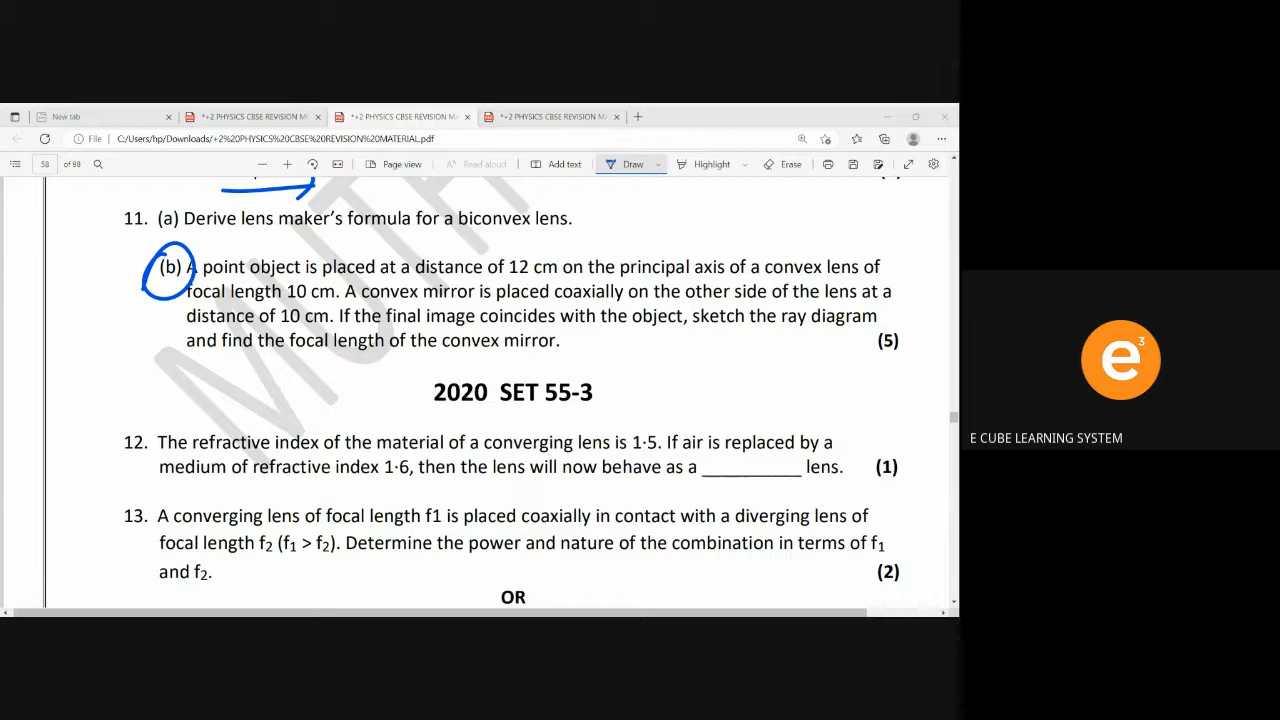 New tab
*+2 PHYSICS CBSE REVISION M
*+2 PHYSICS CBSE REVISION MA
*+2 PHYSICS CBSE REVISION MA
File
C:/Users/hp/Downloads/+2%20PHYSICS%20CBSE%20REVISION%20MATERIAL.pdf
58 of 98
Page view
Read aloud
Add text
Draw
Highlight
Erase
11. (a) Derive lens maker's formula for a biconvex lens.
(b) A point object is placed at a distance of 12 cm on the principal axis of a convex lens of
focal length 10 cm. A convex mirror is placed coaxially on the other side of the lens at a
distance of 10 cm. If the final image coincides with the object, sketch the ray diagram
and find the focal length of the convex mirror. (5)
2020 SET 55-3
12. The refractive index of the material of a converging lens is 1·5. If air is replaced by a
medium of refractive index 1·6, then the lens will now behave as a __________ lens. (1)
13. A converging lens of focal length f1 is placed coaxially in contact with a diverging lens of
focal length f₂ (f₁ > f₂). Determine the power and nature of the combination in terms of f₁
and f₂. (2)
OR
MUTH
e³
E CUBE LEARNING SYSTEM